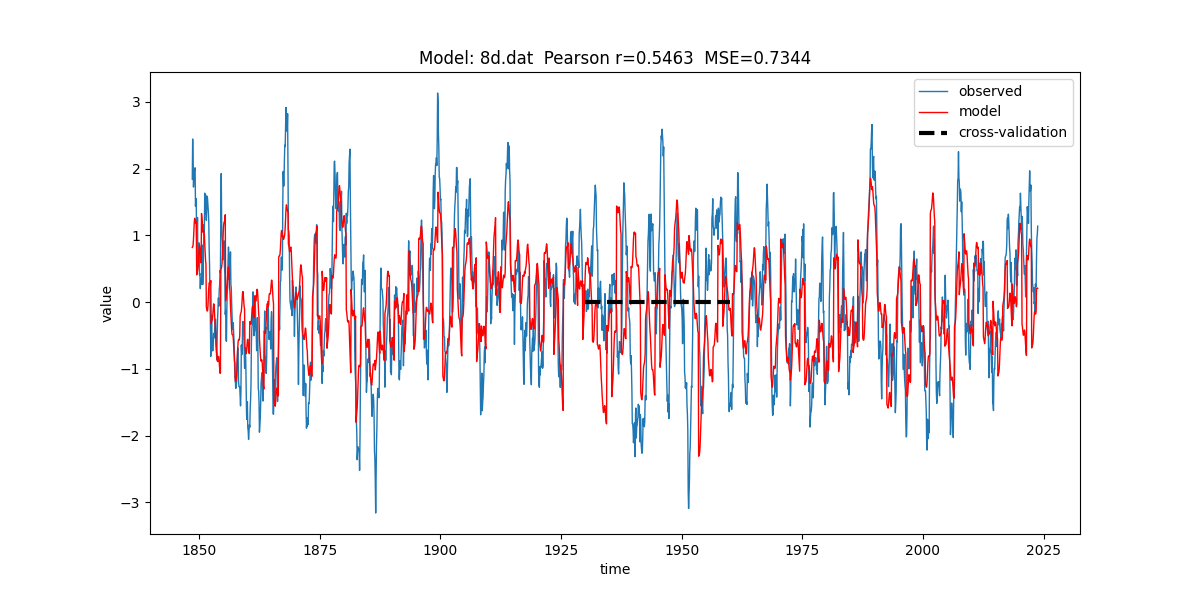 Model: 8d.dat  Pearson r=0.5463  MSE=0.7344
observed
model
cross-validation
value
3
2
1
0
−1
−2
−3
1850
1875
1900
1925
1950
1975
2000
2025
time